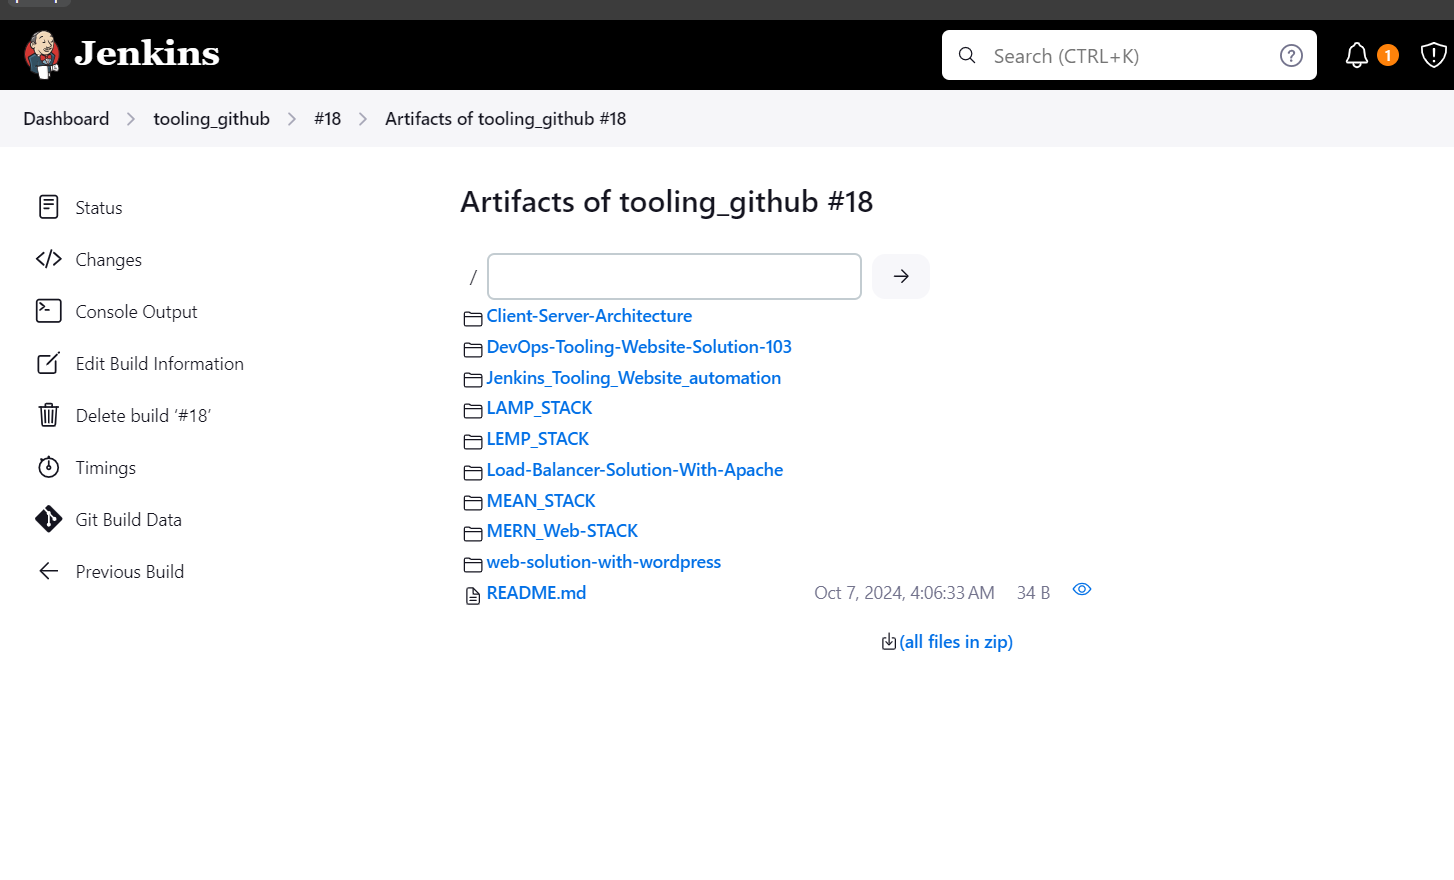 Jenkins
Search (CTRL+K)
1
Dashboard > tooling_github > #18 > Artifacts of tooling_github #18
Status
Changes
Console Output
Edit Build Information
Delete build ‘#18’
Timings
Git Build Data
Previous Build
Artifacts of tooling_github #18
/
Client-Server-Architecture
DevOps-Tooling-Website-Solution-103
Jenkins_Tooling_Website_automation
LAMP_STACK
LEMP_STACK
Load-Balancer-Solution-With-Apache
MEAN_STACK
MERN_Web-STACK
web-solution-with-wordpress
README.md Oct 7, 2024, 4:06:33 AM 34 B
(all files in zip)